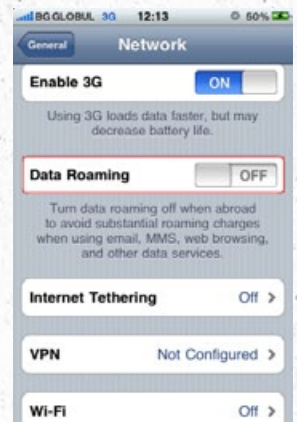 BG GLOBUL 3G 12:13 50%
General Network
Enable 3G ON
Using 3G loads data faster, but may
decrease battery life.
Data Roaming OFF
Turn data roaming off when abroad
to avoid substantial roaming charges
when using email, MMS, web browsing,
and other data services.
Internet Tethering Off
VPN Not Configured
Wi-Fi Off